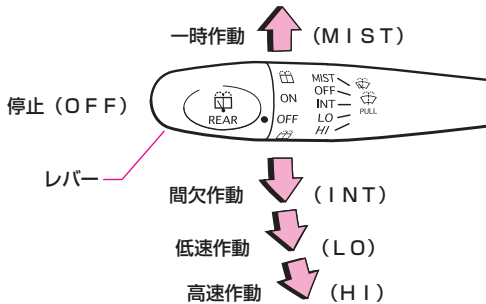 一時作動 (MIST)
停止(OFF)
REAR
ON
OFF
MIST
OFF
INT
LO
HI
PULL
レバー
間欠作動 (INT)
低速作動 (LO)
高速作動 (HI)